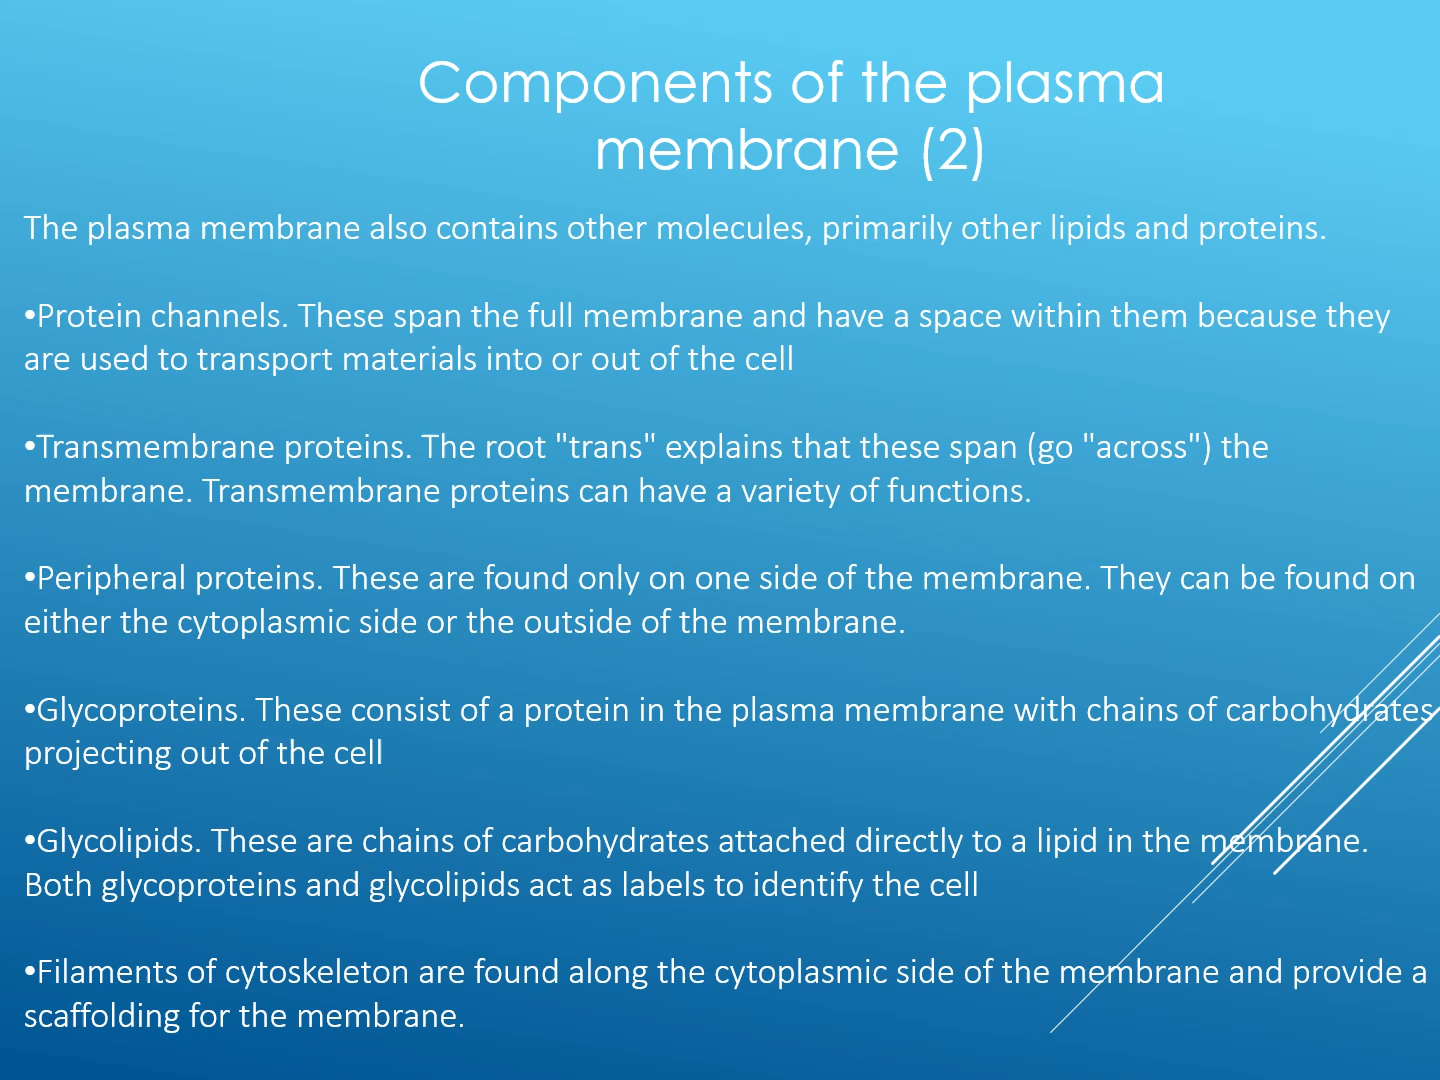 Components of the plasma
membrane (2)
The plasma membrane also contains other molecules, primarily other lipids and proteins.
•Protein channels. These span the full membrane and have a space within them because they
are used to transport materials into or out of the cell
•Transmembrane proteins. The root "trans" explains that these span (go "across") the
membrane. Transmembrane proteins can have a variety of functions.
•Peripheral proteins. These are found only on one side of the membrane. They can be found on
either the cytoplasmic side or the outside of the membrane.
•Glycoproteins. These consist of a protein in the plasma membrane with chains of carbohydrates
projecting out of the cell
•Glycolipids. These are chains of carbohydrates attached directly to a lipid in the membrane.
Both glycoproteins and glycolipids act as labels to identify the cell
•Filaments of cytoskeleton are found along the cytoplasmic side of the membrane and provide a
scaffolding for the membrane.